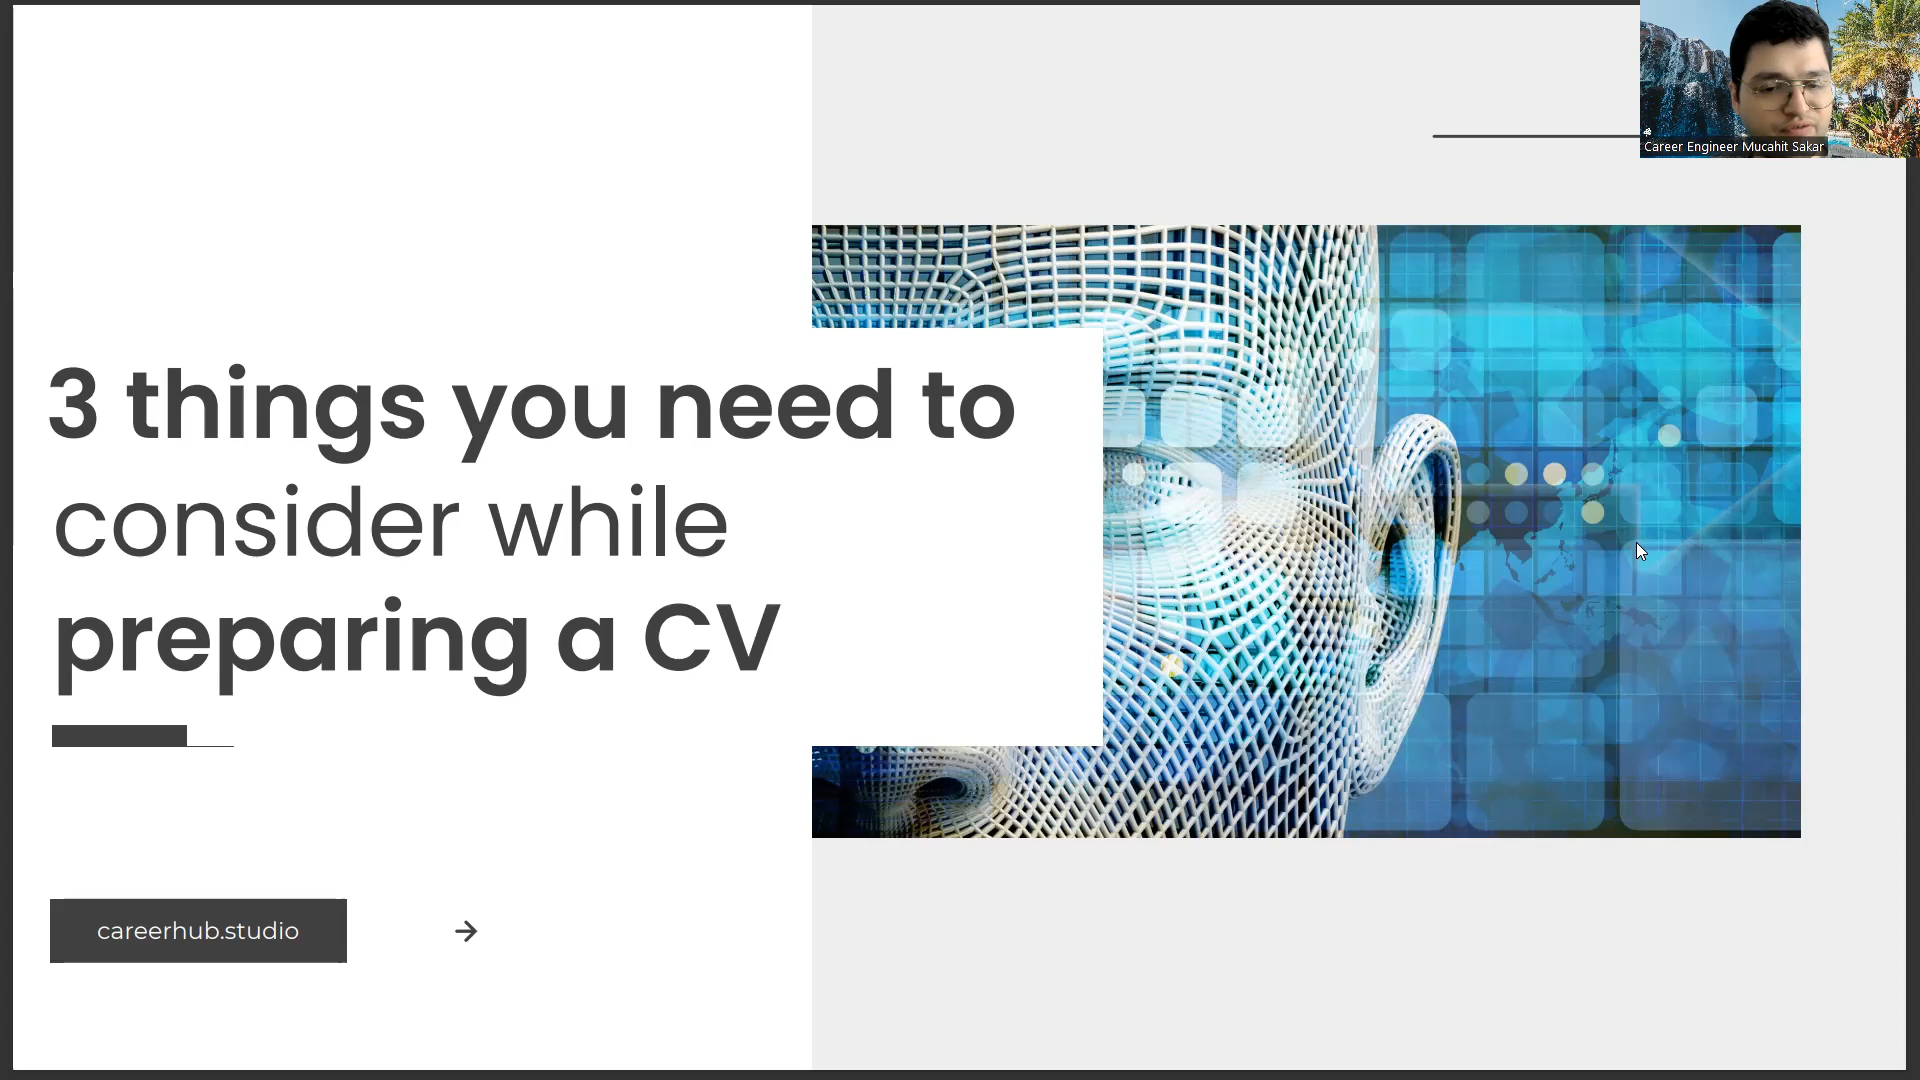 3 things you need to
consider while
preparing a CV
careerhub.studio
Career Engineer Mucahit Sakar